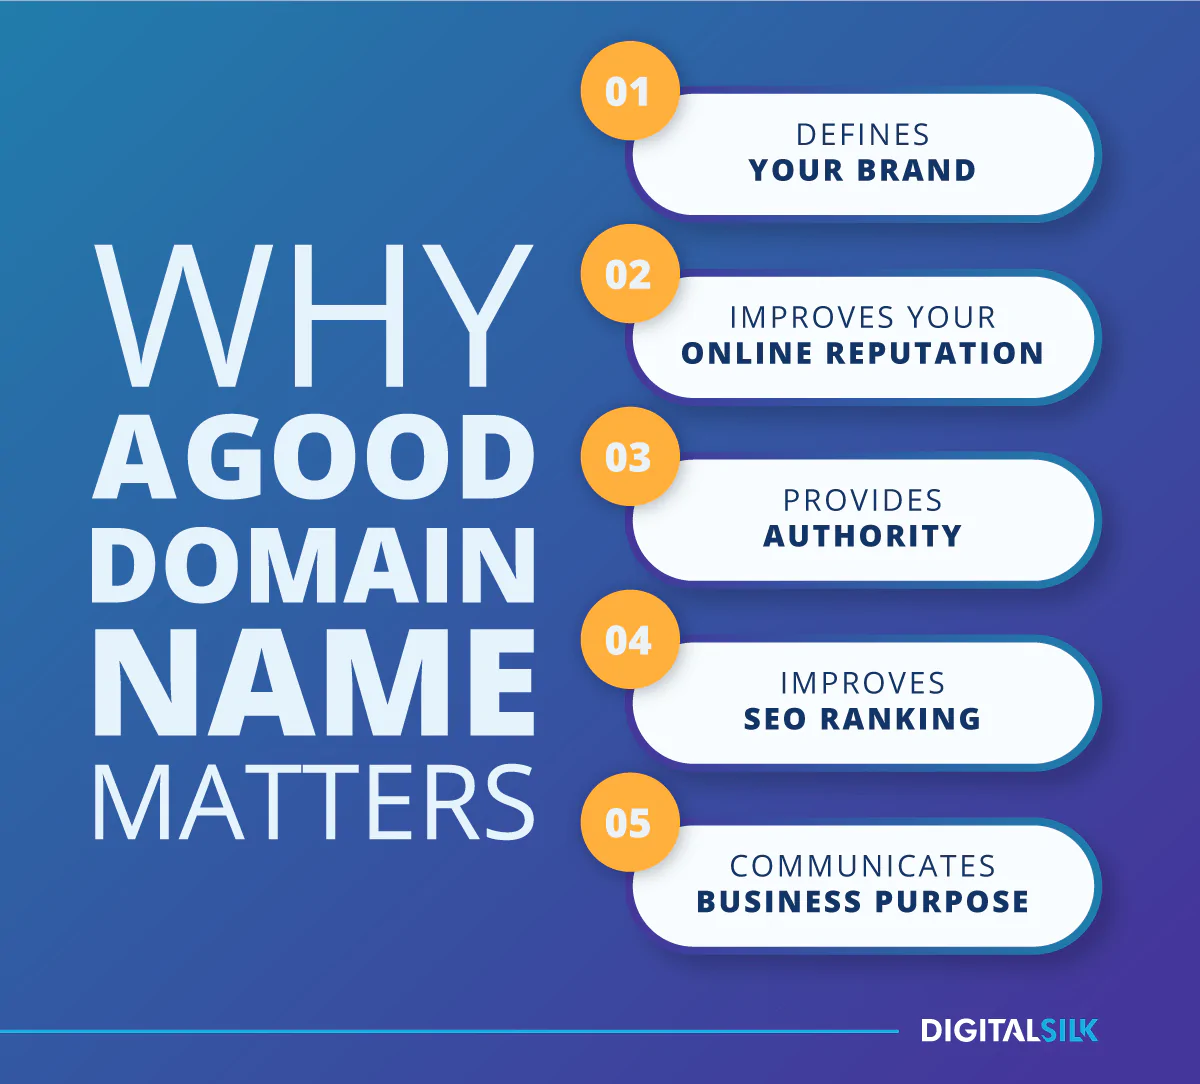 WHY
A GOOD
DOMAIN
NAME
MATTERS
01
DEFINES
YOUR BRAND
02
IMPROVES YOUR
ONLINE REPUTATION
03
PROVIDES
AUTHORITY
04
IMPROVES
SEO RANKING
05
COMMUNICATES
BUSINESS PURPOSE
DIGITALSILK